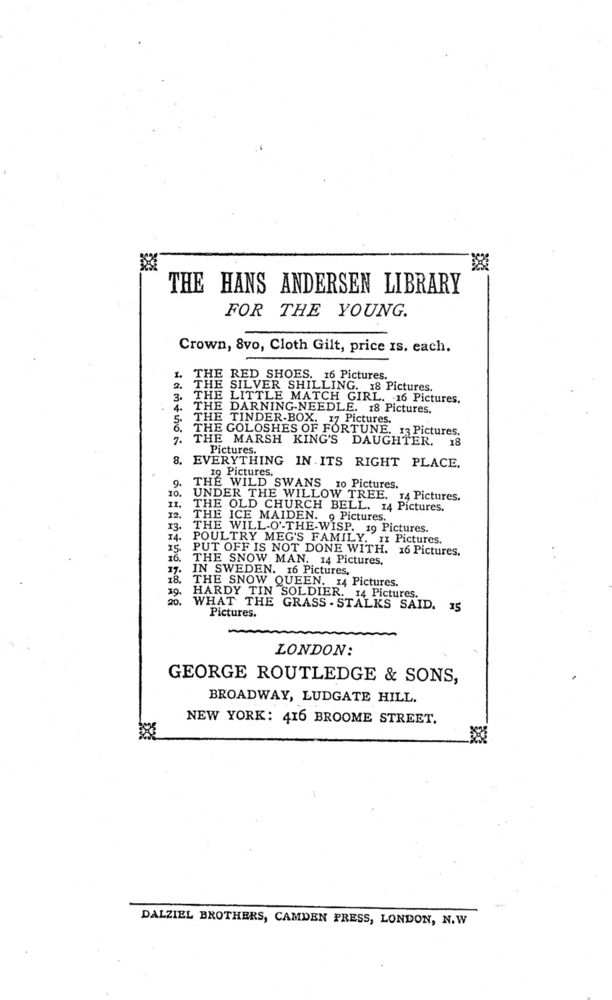 THE HANS ANDERSEN LIBRARY
FOR THE YOUNG.
Crown, 8vo, Cloth Gilt, price 1s. each.
1. THE RED SHOES. 16 Pictures.
2. THE SILVER SHILLING. 18 Pictures.
3. THE LITTLE MATCH GIRL. 16 Pictures.
4. THE DARNING-NEEDLE. 18 Pictures.
5. THE TINDER-BOX. 17 Pictures.
6. THE GOLOSHES OF FORTUNE. 13 Pictures.
7. THE MARSH KING'S DAUGHTER. 18
Pictures.
8. EVERYTHING IN ITS RIGHT PLACE.
19 Pictures.
9. THE WILD SWANS 10 Pictures.
10. UNDER THE WILLOW TREE. 14 Pictures.
11. THE OLD CHURCH BELL. 14 Pictures.
12. THE ICE MAIDEN. 9 Pictures.
13. THE WILL-O'-THE-WISP. 19 Pictures.
14. POULTRY MEG'S FAMILY. 11 Pictures.
15. PUT OFF IS NOT DONE WITH. 16 Pictures.
16. THE SNOW MAN. 14 Pictures.
17. IN SWEDEN. 16 Pictures.
18. THE SNOW QUEEN. 14 Pictures.
19. HARDY TIN SOLDIER. 14 Pictures.
20. WHAT THE GRASS-STALKS SAID. 15
Pictures.
LONDON:
GEORGE ROUTLEDGE & SONS,
BROADWAY, LUDGATE HILL.
NEW YORK: 416 BROOME STREET.
DALZIEL BROTHERS, CAMDEN PRESS, LONDON, N.W